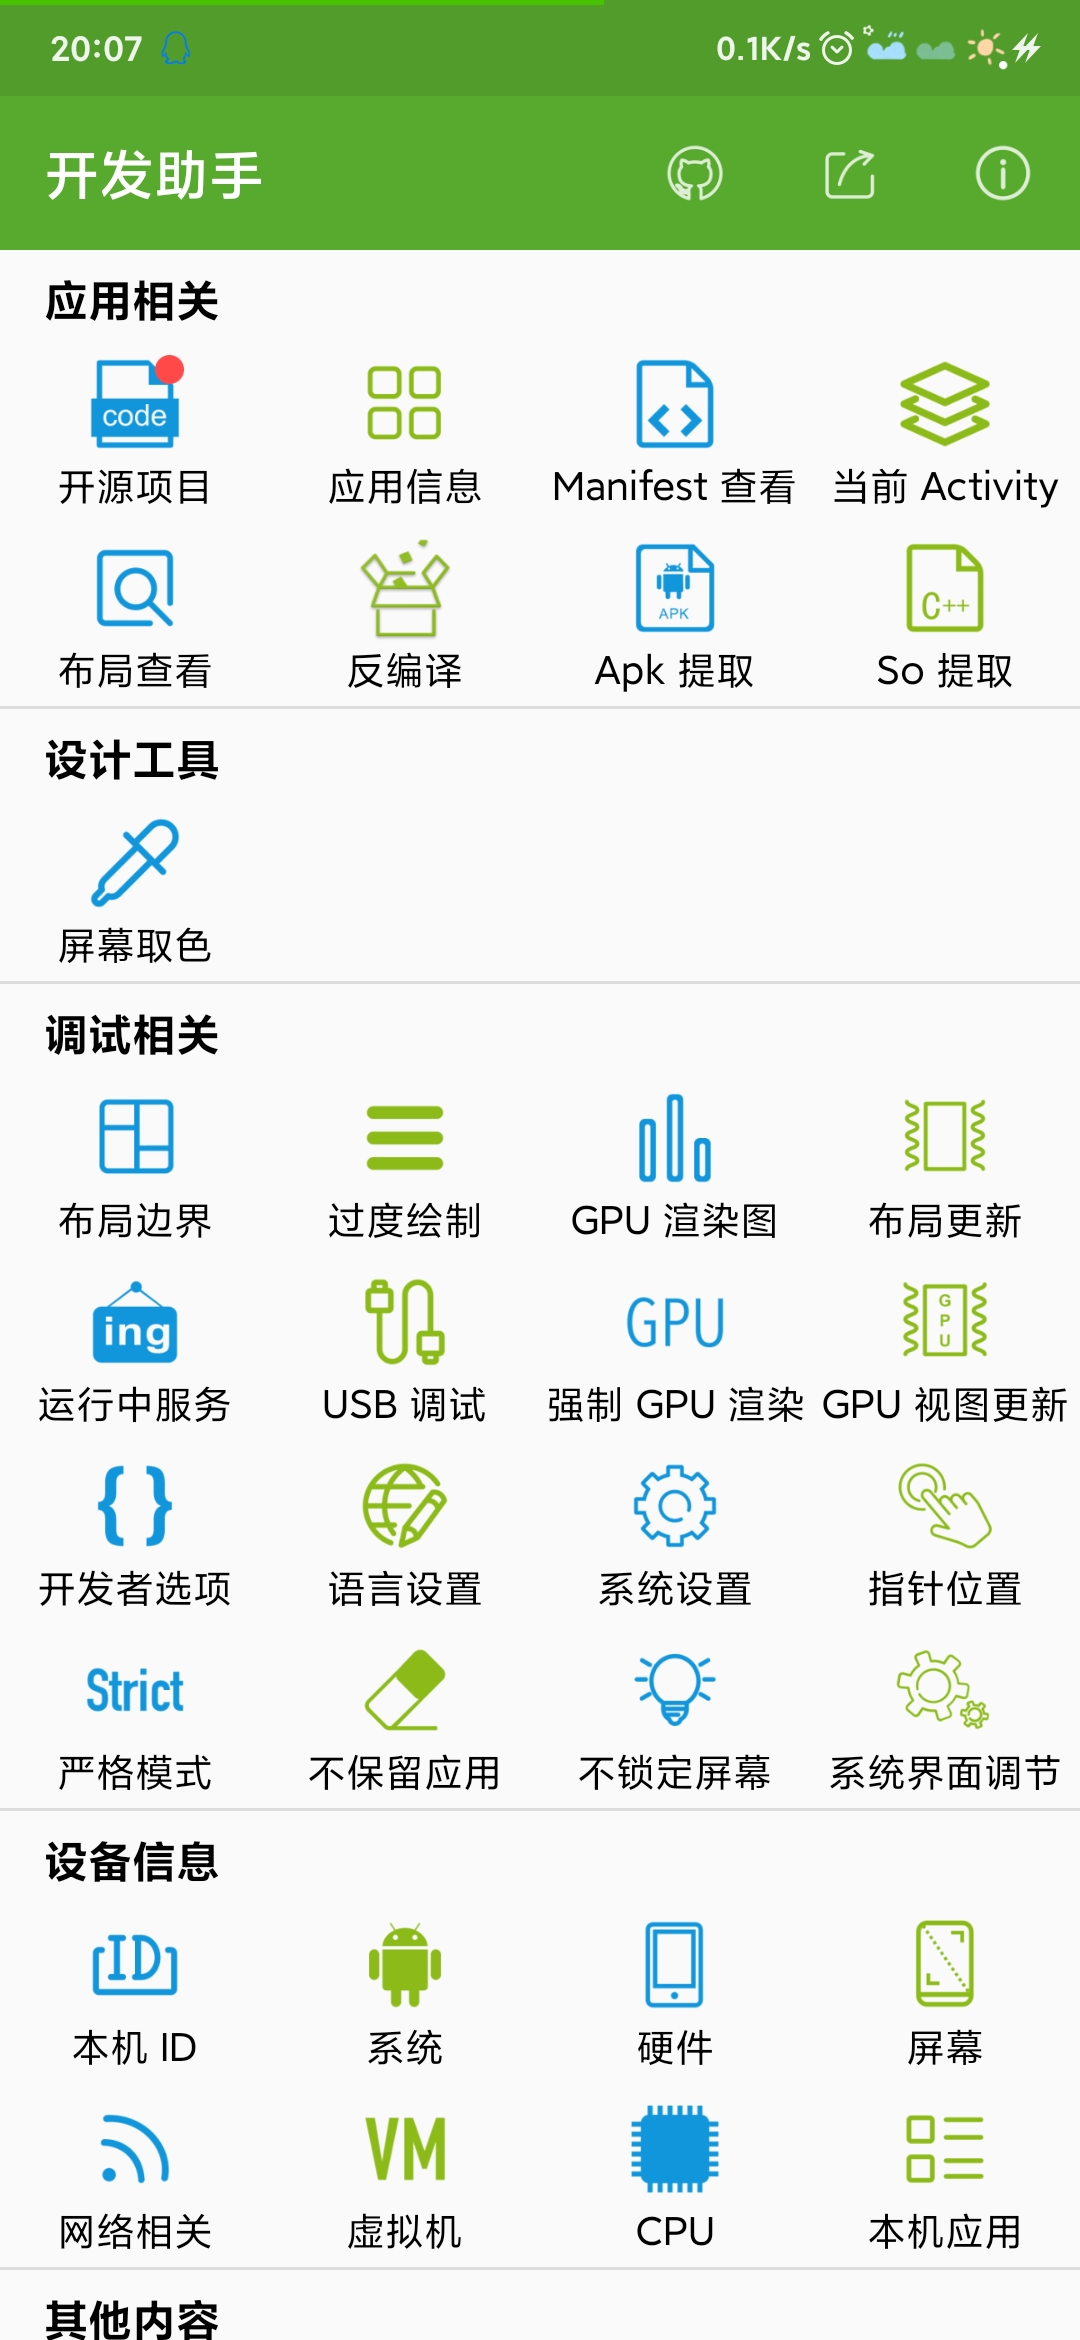 20:07 0.1K/s
开发助手
应用相关
code
开源项目 应用信息 Manifest 查看 当前 Activity
APK C++
布局查看 反编译 Apk 提取 So 提取
设计工具
屏幕取色
调试相关
布局边界 过度绘制 GPU 渲染图 布局更新
ing GPU GPU
运行中服务 USB 调试 强制 GPU 渲染 GPU 视图更新
{ }
开发者选项 语言设置 系统设置 指针位置
Strict
严格模式 不保留应用 不锁定屏幕 系统界面调节
设备信息
ID
本机 ID 系统 硬件 屏幕
VM
网络相关 虚拟机 CPU 本机应用
其他内容